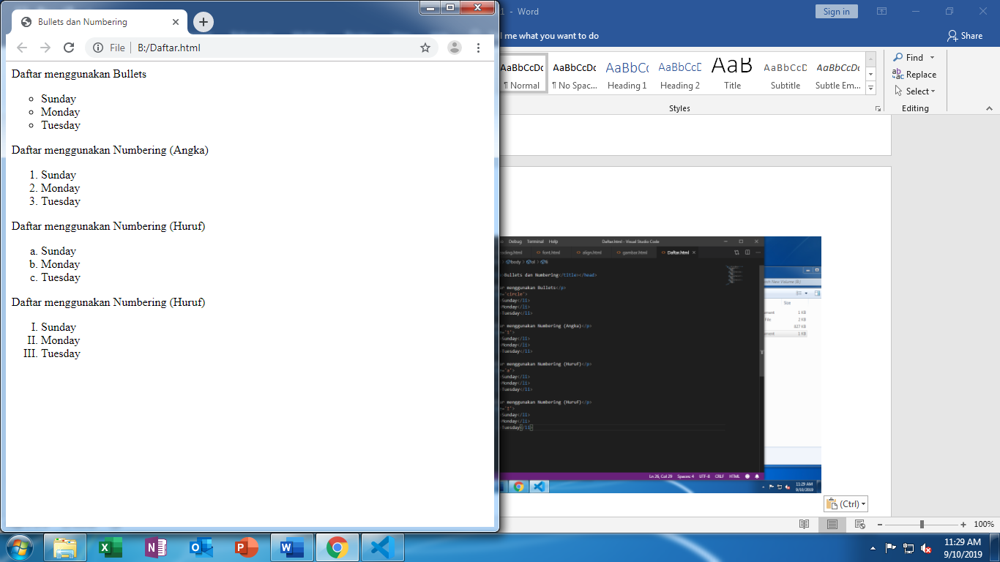 Bullets dan Numbering
File
B:/Daftar.html
Daftar menggunakan Bullets
Sunday
Monday
Tuesday
Daftar menggunakan Numbering (Angka)
1. Sunday
2. Monday
3. Tuesday
Daftar menggunakan Numbering (Huruf)
a. Sunday
b. Monday
c. Tuesday
Daftar menggunakan Numbering (Huruf)
I. Sunday
II. Monday
III. Tuesday
1 - Word
Sign in
l me what you want to do
Share
AaBbCcDc
AaBbCcDc
AaBbCc
AaBbCcD
AaB
AaBbCcD
AaBbCcD
¶ Normal
¶ No Spac...
Heading 1
Heading 2
Title
Subtitle
Subtle Em...
Styles
Find
Replace
Select
Editing
Debug Terminal Help
Daftar.html - Visual Studio Code
font.html
align.html
gambar.html
Daftar.html
body
ol
Bullets dan Numbering</title></head>
menggunakan Bullets</p>
'circle'>
Sunday</li>
Monday</li>
Tuesday</li>
menggunakan Numbering (Angka)</p>
'1'>
Sunday</li>
Monday</li>
Tuesday</li>
menggunakan Numbering (Huruf)</p>
'a'>
Sunday</li>
Monday</li>
Tuesday</li>
menggunakan Numbering (Huruf)</p>
'I'>
Sunday</li>
Monday</li>
Tuesday</li>
Search New Volume (B:)
Size
1 KB
2 KB
827 KB
1 KB
Ln 26, Col 29
Spaces: 4
UTF-8
CRLF
HTML
11:29 AM
9/10/2019
(Ctrl)
100%
11:29 AM
9/10/2019